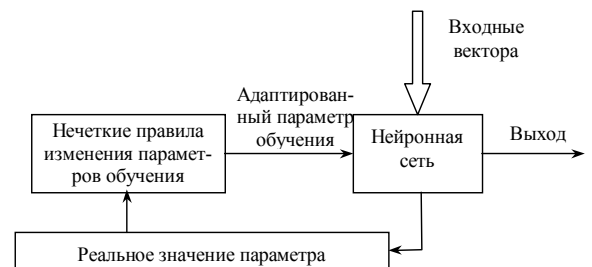 Входные
вектора
Адаптирован-
ный параметр
обучения
Нечеткие правила
изменения парамет-
ров обучения
Нейронная
сеть
Выход
Реальное значение параметра